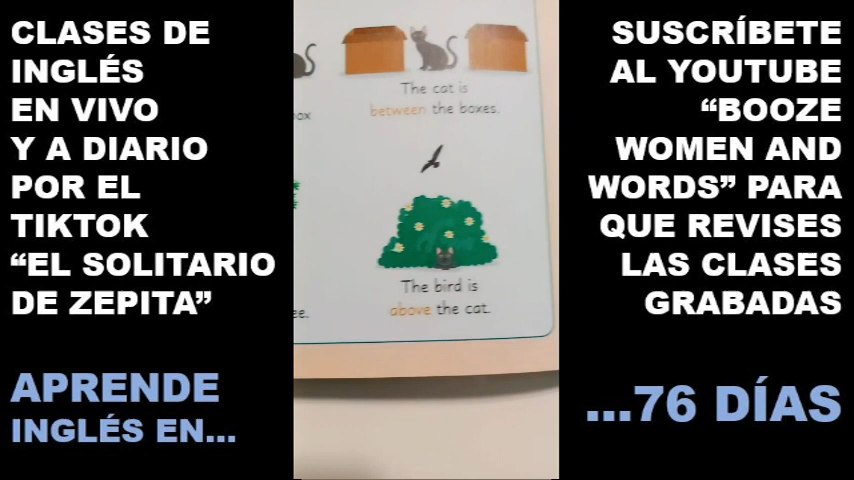 CLASES DE
INGLÉS
EN VIVO
Y A DIARIO
POR EL
TIKTOK
“EL SOLITARIO
DE ZEPITA”
APRENDE
INGLÉS EN...
The cat is
between the boxes.
ox
The bird is
above the cat.
ee.
SUSCRÍBETE
AL YOUTUBE
“BOOZE
WOMEN AND
WORDS” PARA
QUE REVISES
LAS CLASES
GRABADAS
...76 DÍAS